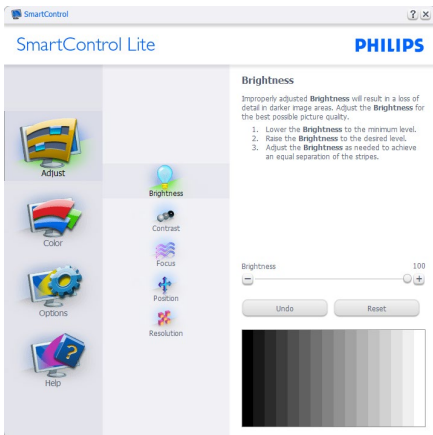 SmartControl
? X
SmartControl Lite
PHILIPS
Adjust
Color
Options
Help
Brightness
Contrast
Focus
Position
Resolution
Brightness
Improperly adjusted Brightness will result in a loss of
detail in darker image areas. Adjust the Brightness for
the best possible picture quality.
1. Lower the Brightness to the minimum level.
2. Raise the Brightness to the desired level.
3. Adjust the Brightness as needed to achieve
an equal separation of the stripes.
Brightness 100
Undo Reset